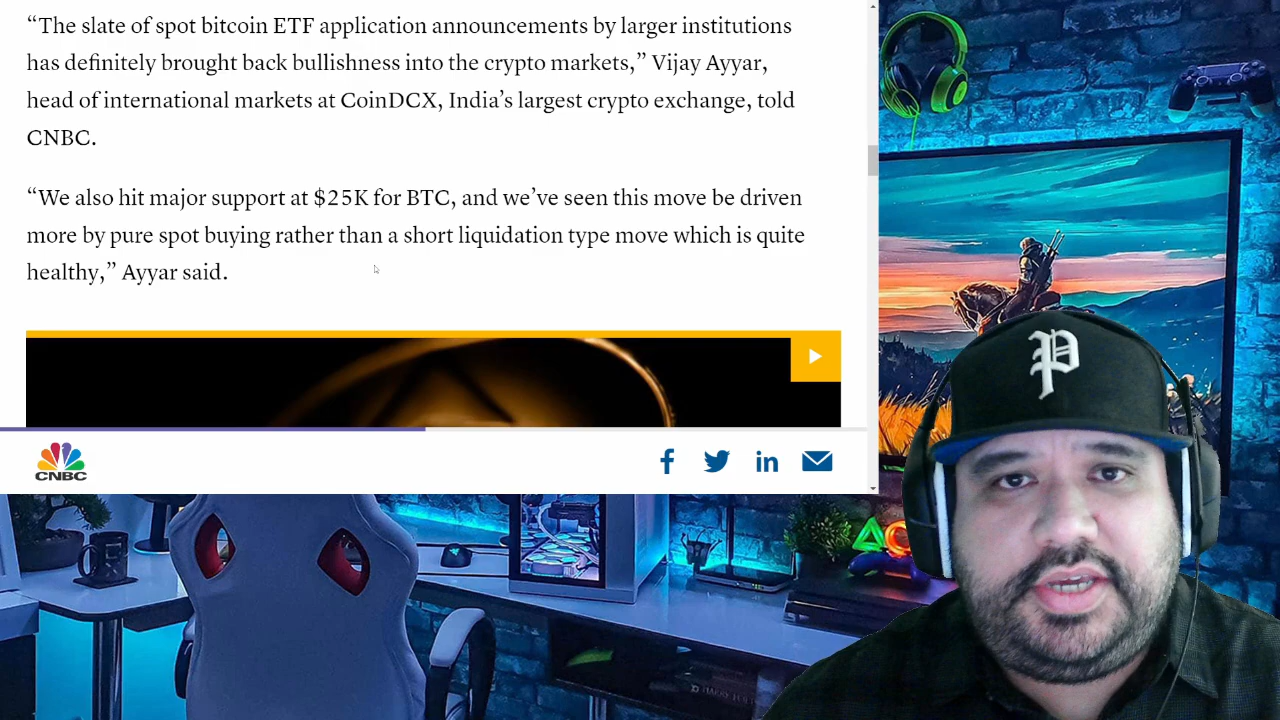 “The slate of spot bitcoin ETF application announcements by larger institutions
has definitely brought back bullishness into the crypto markets,” Vijay Ayyar,
head of international markets at CoinDCX, India’s largest crypto exchange, told
CNBC.
“We also hit major support at $25K for BTC, and we’ve seen this move be driven
more by pure spot buying rather than a short liquidation type move which is quite
healthy,” Ayyar said.
CNBC
P